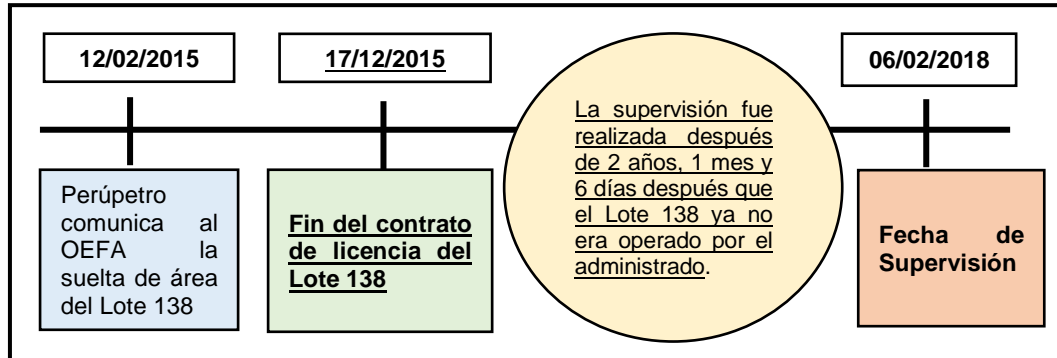 12/02/2015
17/12/2015
06/02/2018
Perúpetro
comunica al
OEFA la
suelta de área
del Lote 138
Fin del contrato
de licencia del
Lote 138
La supervisión fue
realizada después
de 2 años, 1 mes y
6 días después que
el Lote 138 ya no
era operado por el
administrado.
Fecha de
Supervisión